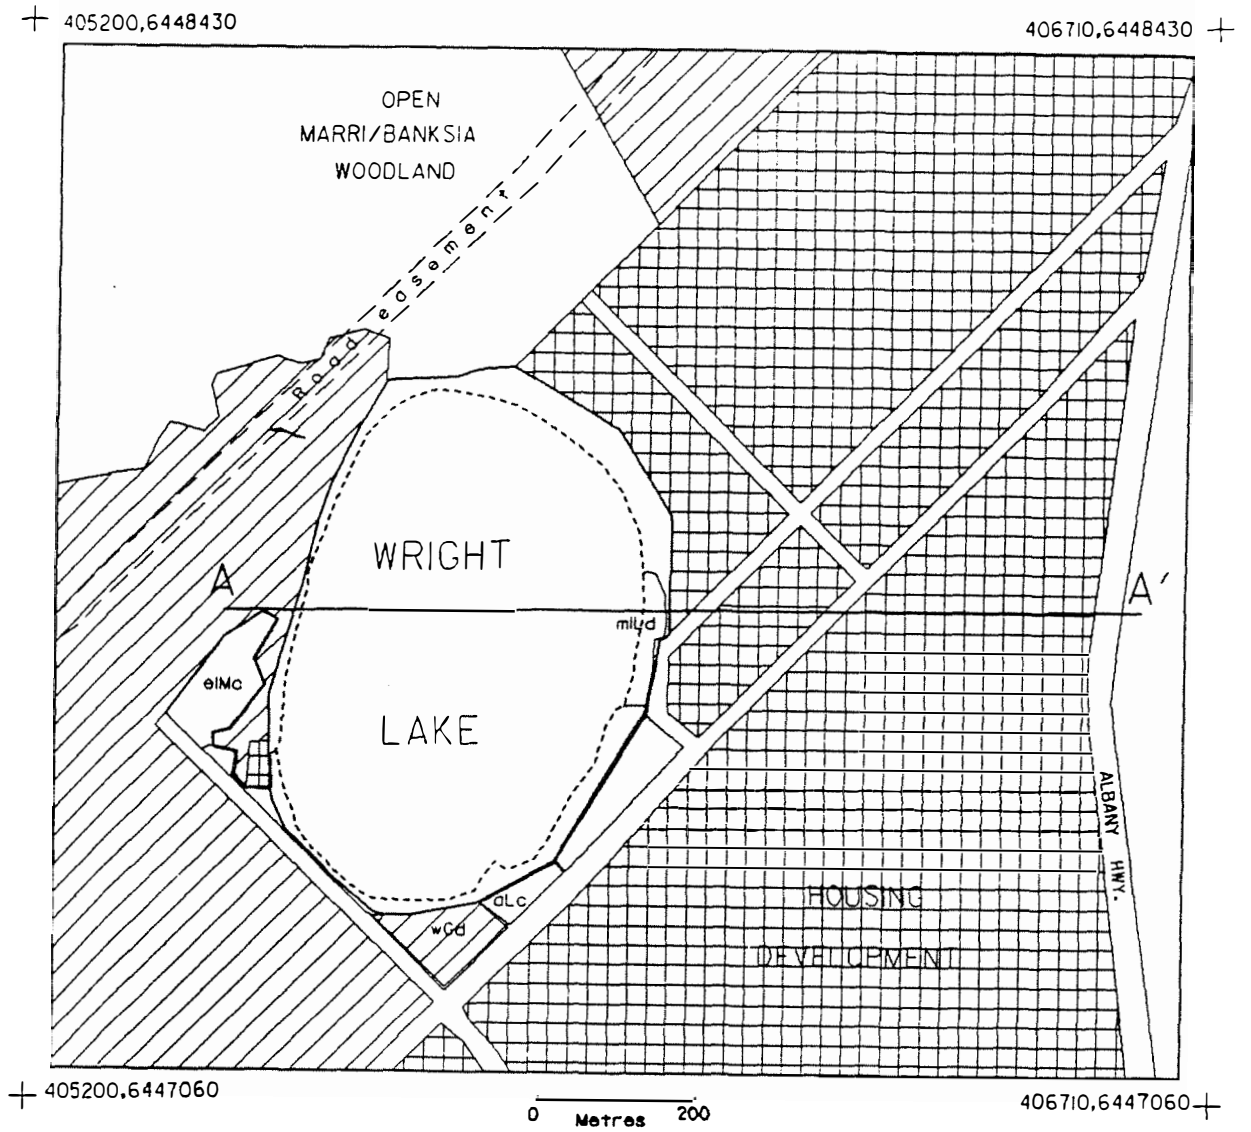 405200,6448430
406710,6448430
OPEN
MARRI/BANKSIA
WOODLAND
Road easement
WRIGHT
A
A'
mlLd
elMc
LAKE
ALBANY HWY.
HOUSING
aLc
wGd
DEVELOPMENT
405200,6447060
406710,6447060
0 200
Metres